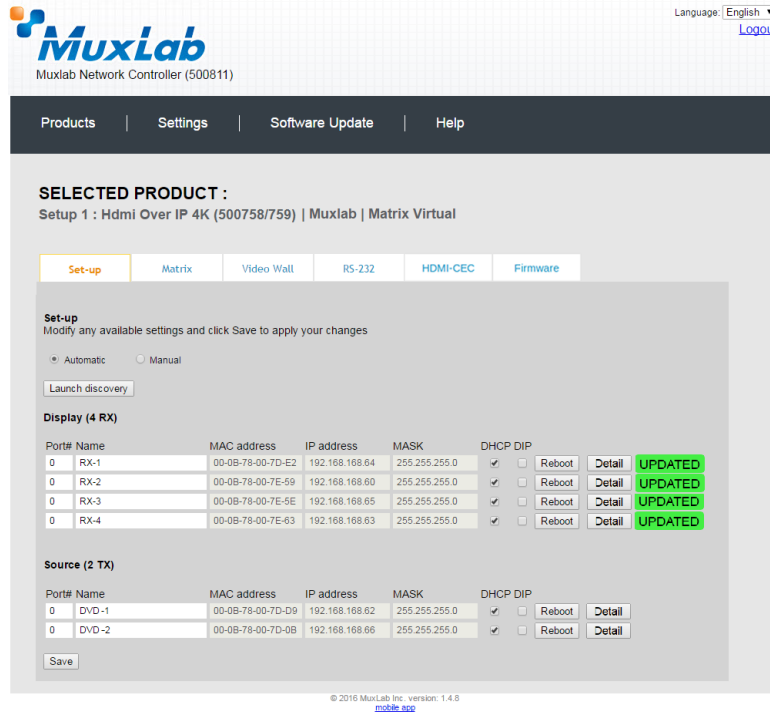 Language: English
Logou
MuxLab
Muxlab Network Controller (500811)
Products | Settings | Software Update | Help
SELECTED PRODUCT :
Setup 1 : Hdmi Over IP 4K (500758/759) | Muxlab | Matrix Virtual
Set-up Matrix Video Wall RS-232 HDMI-CEC Firmware
Set-up
Modify any available settings and click Save to apply your changes
Automatic Manual
Launch discovery
Display (4 RX)
Port# Name MAC address IP address MASK DHCP DIP
0 RX-1 00-0B-78-00-7D-E2 192.168.168.64 255.255.255.0 Reboot Detail UPDATED
0 RX-2 00-0B-78-00-7E-59 192.168.168.60 255.255.255.0 Reboot Detail UPDATED
0 RX-3 00-0B-78-00-7E-5E 192.168.168.65 255.255.255.0 Reboot Detail UPDATED
0 RX-4 00-0B-78-00-7E-63 192.168.168.63 255.255.255.0 Reboot Detail UPDATED
Source (2 TX)
Port# Name MAC address IP address MASK DHCP DIP
0 DVD-1 00-0B-78-00-7D-D9 192.168.168.62 255.255.255.0 Reboot Detail
0 DVD-2 00-0B-78-00-7D-0B 192.168.168.66 255.255.255.0 Reboot Detail
Save
© 2016 MuxLab Inc. version: 1.4.8
mobile app